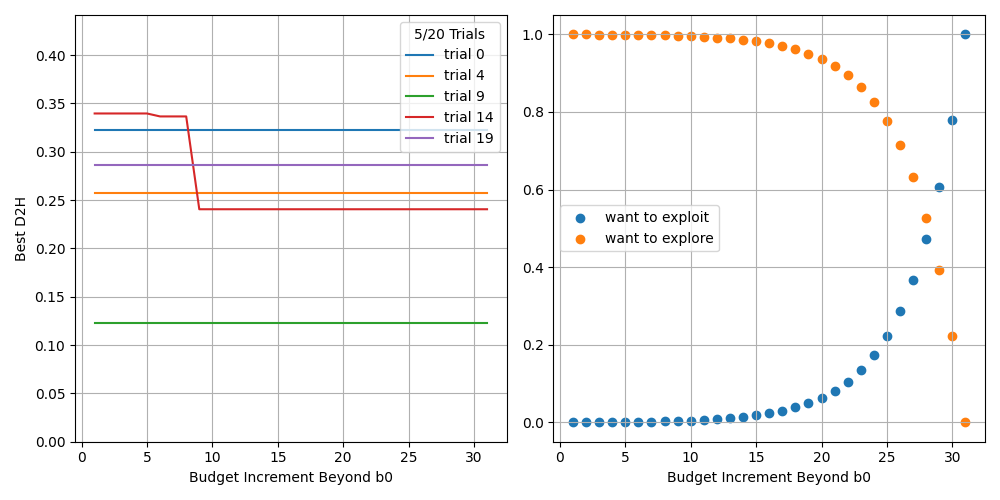 0.40
0.35
0.30
0.25
0.20
0.15
0.10
0.05
0.00
Best D2H
0 5 10 15 20 25 30
Budget Increment Beyond b0
5/20 Trials
trial 0
trial 4
trial 9
trial 14
trial 19
1.0
0.8
0.6
0.4
0.2
0.0
0 5 10 15 20 25 30
Budget Increment Beyond b0
want to exploit
want to explore